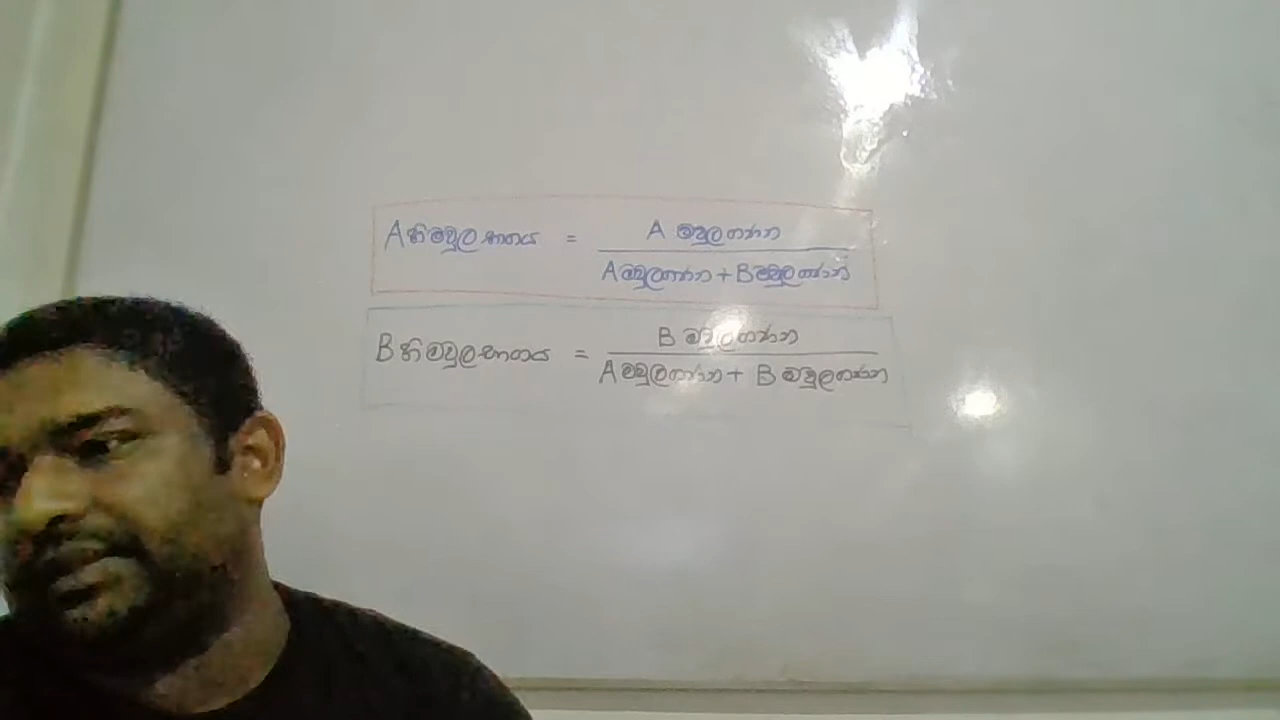 A හි මවුල භාගය = A මවුල ගණන / A මවුල ගණන + B මවුල ගණන
B හි මවුල භාගය = B මවුල ගණන / A මවුල ගණන + B මවුල ගණන